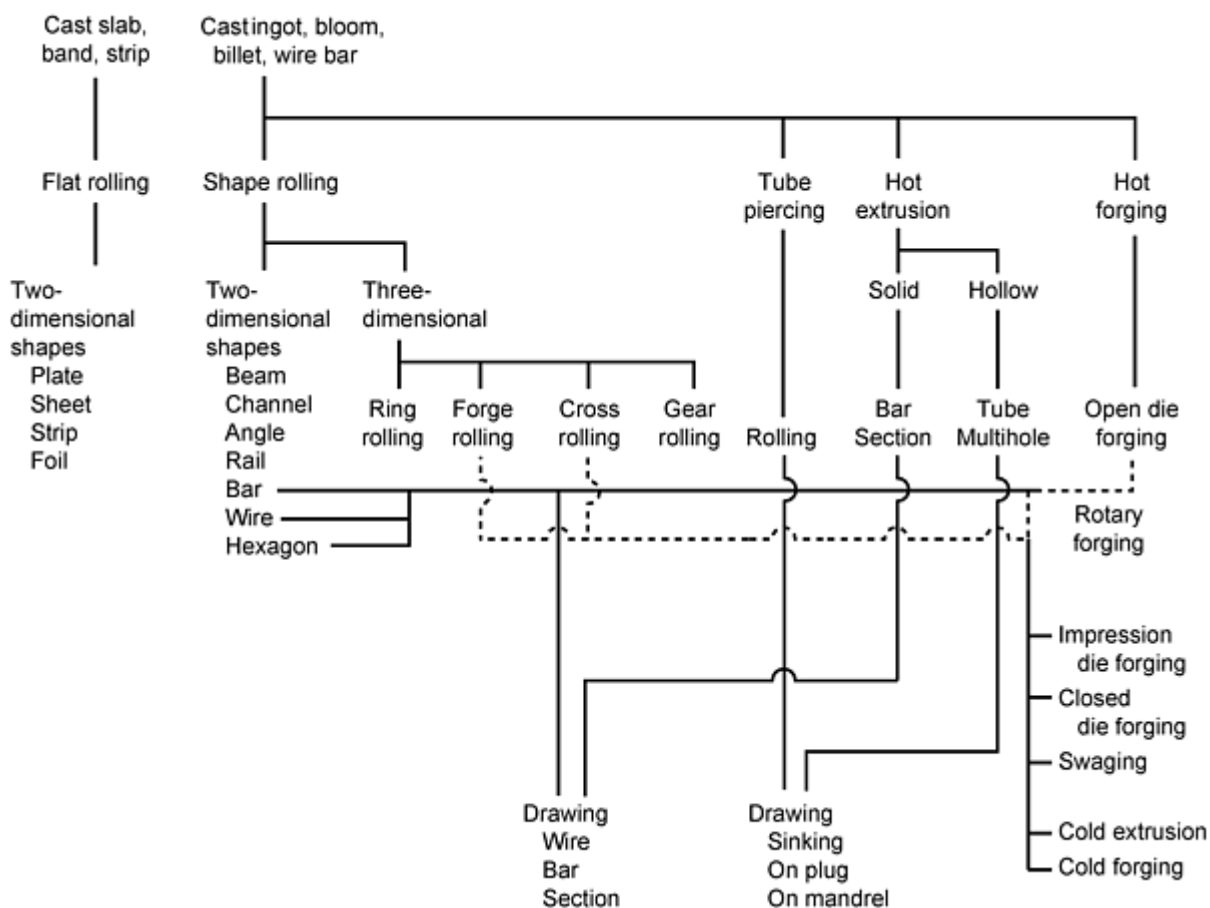 Cast slab,
band, strip
Castingot, bloom,
billet, wire bar
Flat rolling
Shape rolling
Tube
piercing
Hot
extrusion
Hot
forging
Two-
dimensional
shapes
Plate
Sheet
Strip
Foil
Two-
dimensional
shapes
Beam
Channel
Angle
Rail
Bar
Wire
Hexagon
Three-
dimensional
Solid
Hollow
Ring
rolling
Forge
rolling
Cross
rolling
Gear
rolling
Rolling
Bar
Section
Tube
Multihole
Open die
forging
Rotary
forging
Impression
die forging
Closed
die forging
Swaging
Cold extrusion
Cold forging
Drawing
Wire
Bar
Section
Drawing
Sinking
On plug
On mandrel